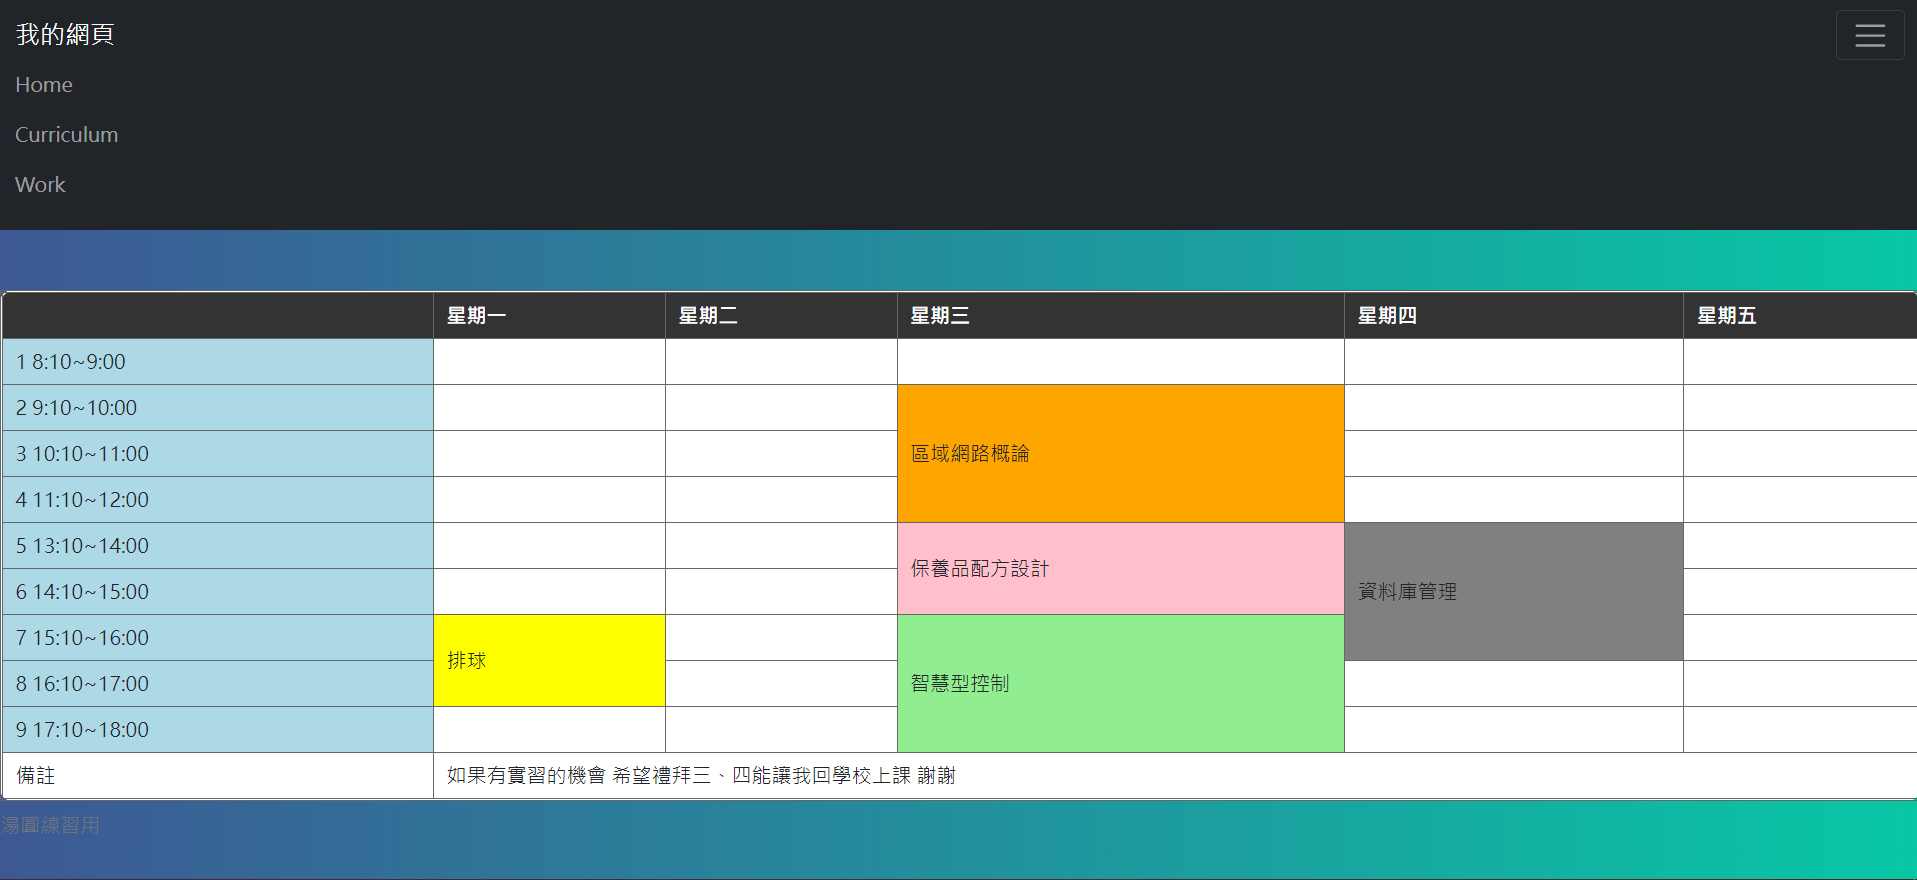 我的網頁
Home
Curriculum
Work
星期一 星期二 星期三 星期四 星期五
1 8:10~9:00
2 9:10~10:00
3 10:10~11:00 區域網路概論
4 11:10~12:00
5 13:10~14:00
保養品配方設計
6 14:10~15:00 資料庫管理
7 15:10~16:00
排球
8 16:10~17:00 智慧型控制
9 17:10~18:00
備註 如果有實習的機會 希望禮拜三、四能讓我回學校上課 謝謝
湯圓練習用